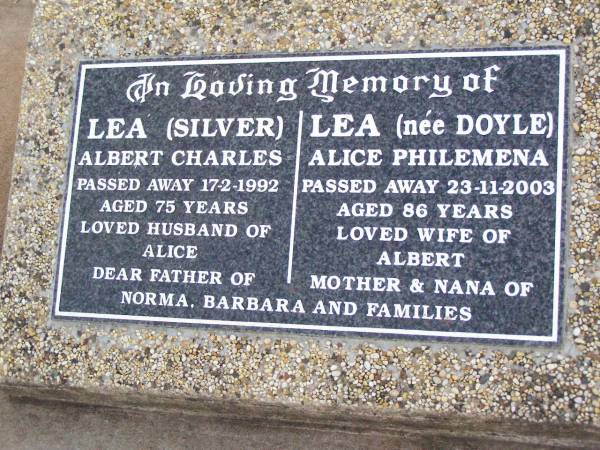 In Loving Memory of
LEA (SILVER)
ALBERT CHARLES
PASSED AWAY 17-2-1992
AGED 75 YEARS
LOVED HUSBAND OF
ALICE
DEAR FATHER OF
LEA (née DOYLE)
ALICE PHILEMENA
PASSED AWAY 23-11-2003
AGED 86 YEARS
LOVED WIFE OF
ALBERT
MOTHER & NANA OF
NORMA, BARBARA AND FAMILIES